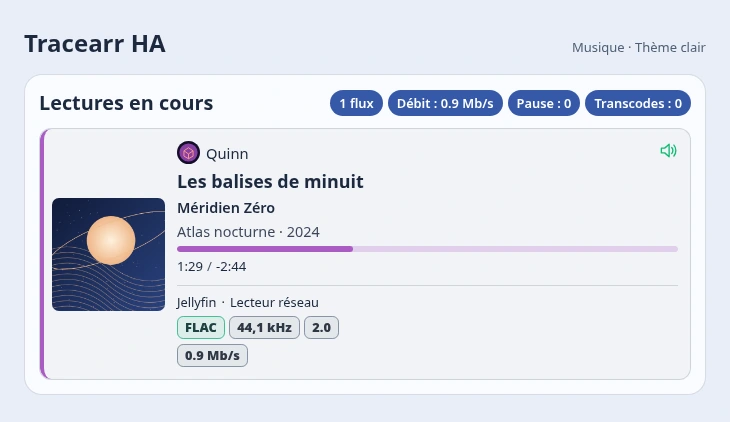 Tracearr HA
Musique · Thème clair
Lectures en cours
1 flux
Débit : 0.9 Mb/s
Pause : 0
Transcodes : 0
Quinn
Les balises de minuit
Méridien Zéro
Atlas nocturne · 2024
1:29 / -2:44
Jellyfin · Lecteur réseau
FLAC
44,1 kHz
2.0
0.9 Mb/s